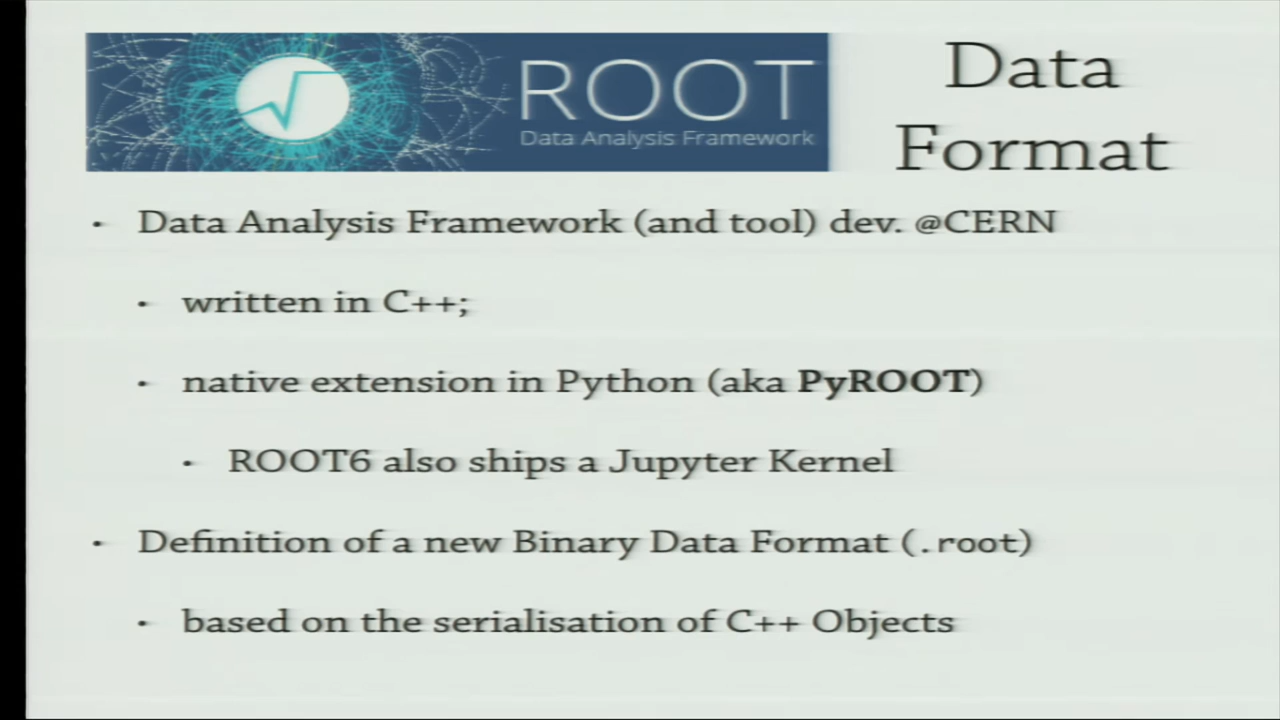 ROOT
Data Analysis Framework
Data
Format
• Data Analysis Framework (and tool) dev. @CERN
• written in C++;
• native extension in Python (aka PyROOT)
• ROOT6 also ships a Jupyter Kernel
• Definition of a new Binary Data Format (.root)
• based on the serialisation of C++ Objects